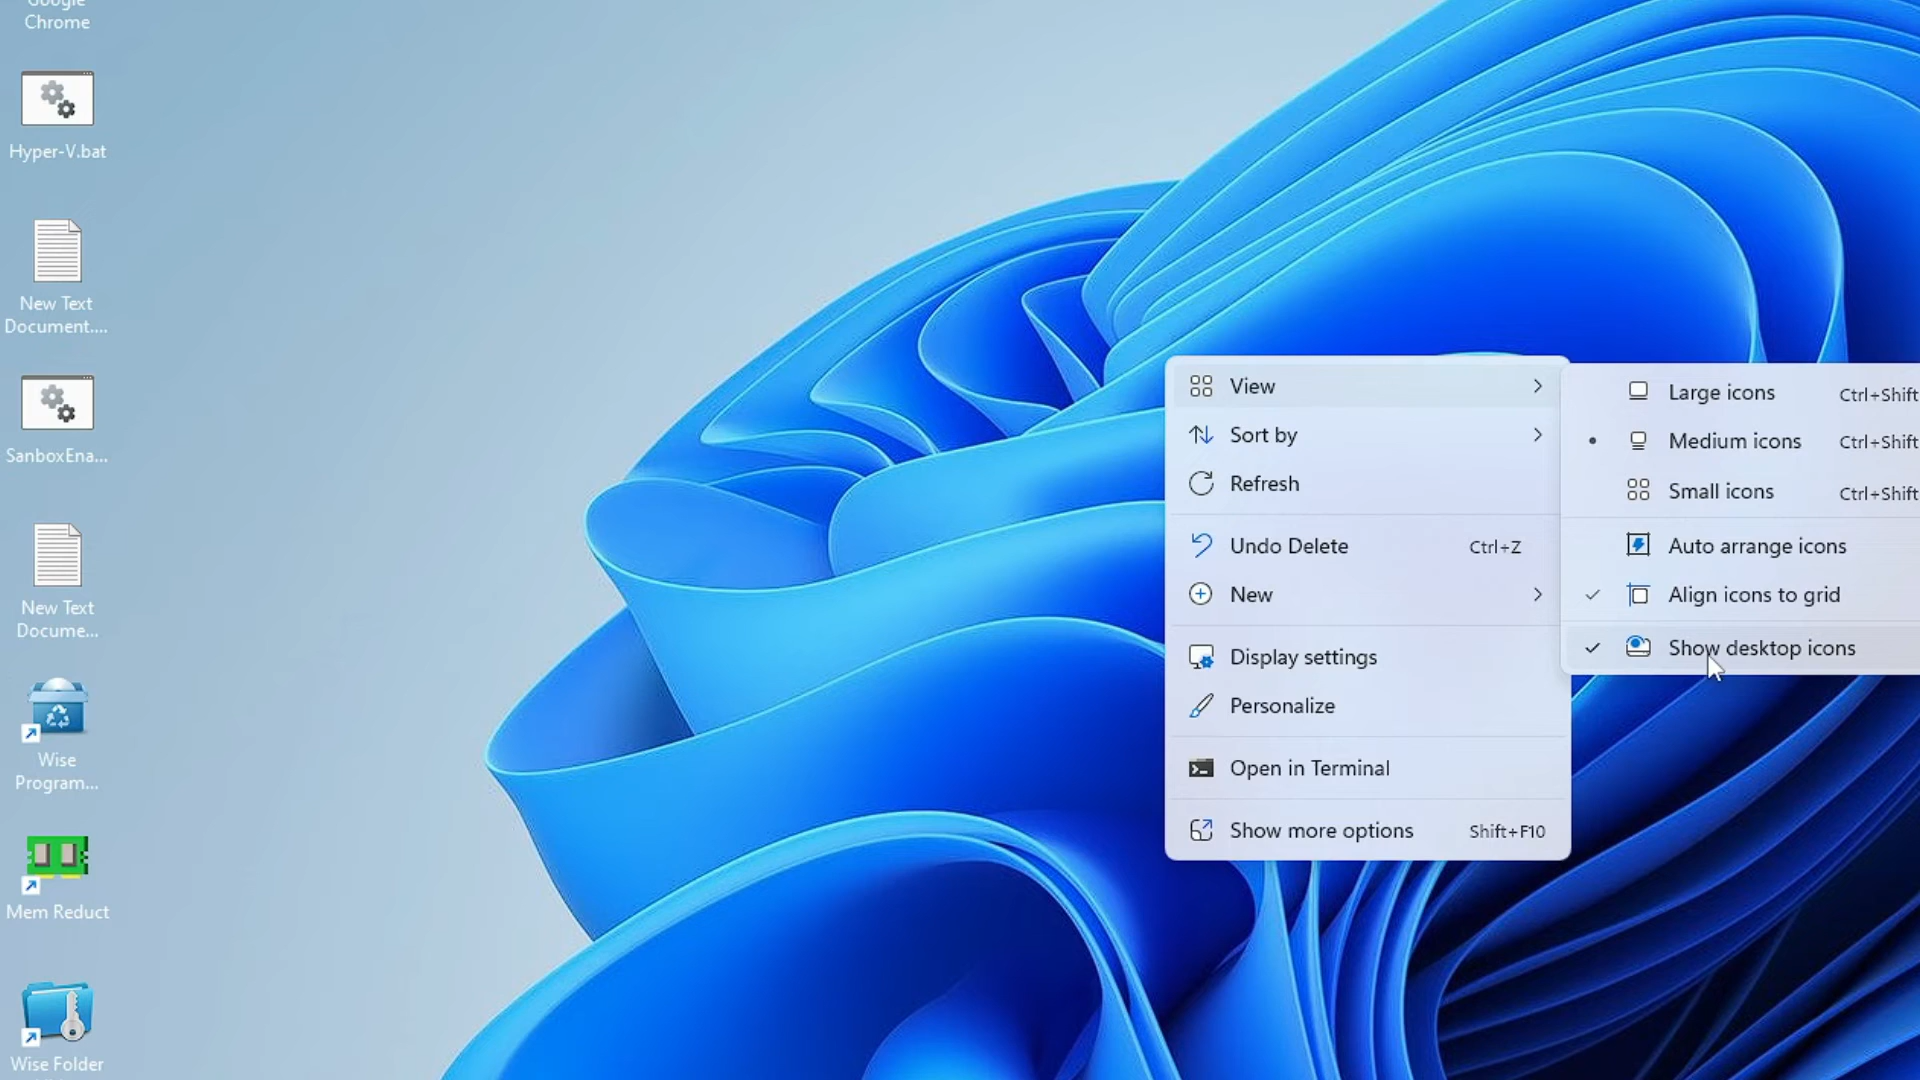 Google
Chrome
Hyper-V.bat
New Text
Document....
SanboxEna...
New Text
Docume...
Wise
Program...
Mem Reduct
Wise Folder
View
Sort by
Refresh
Undo Delete Ctrl+Z
New
Display settings
Personalize
Open in Terminal
Show more options Shift+F10
Large icons Ctrl+Shift
Medium icons Ctrl+Shift
Small icons Ctrl+Shift
Auto arrange icons
Align icons to grid
Show desktop icons